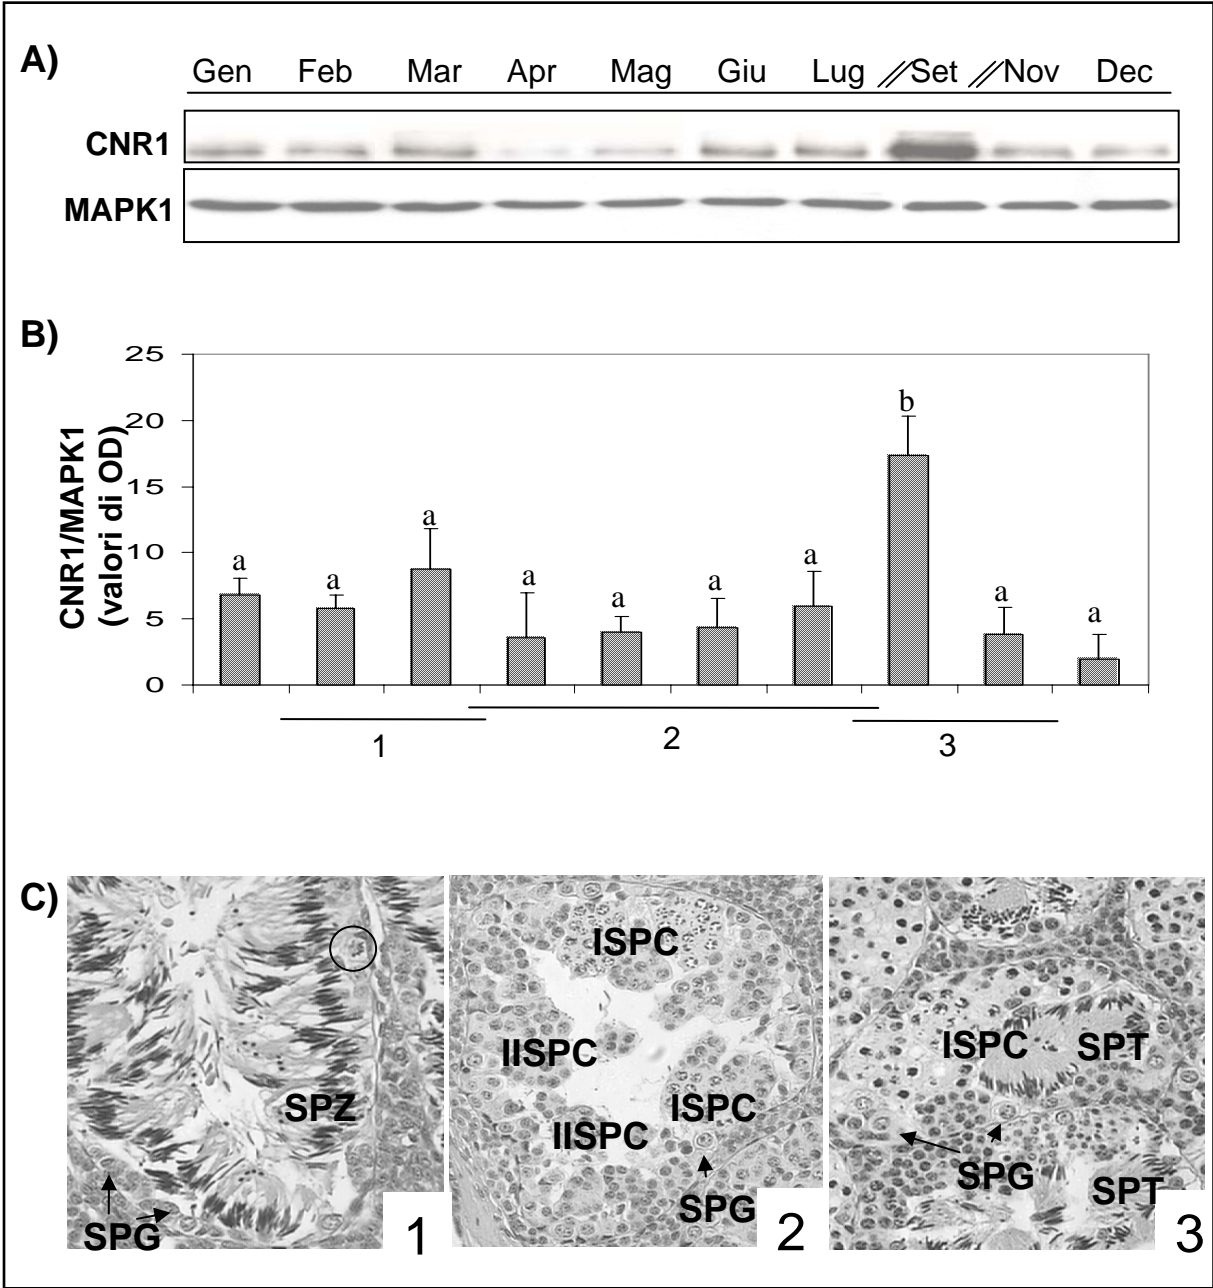 A)
Gen Feb Mar Apr Mag Giu Lug //Set //Nov Dec
CNR1
MAPK1
B)
CNR1/MAPK1
(valori di OD)
25
20
15
10
5
0
a a a a a a a b a a
1 2 3
C)
ISPC
IISPC
ISPC
IISPC
SPG
2
SPZ
SPG
1
ISPC SPT
SPG
SPT
3